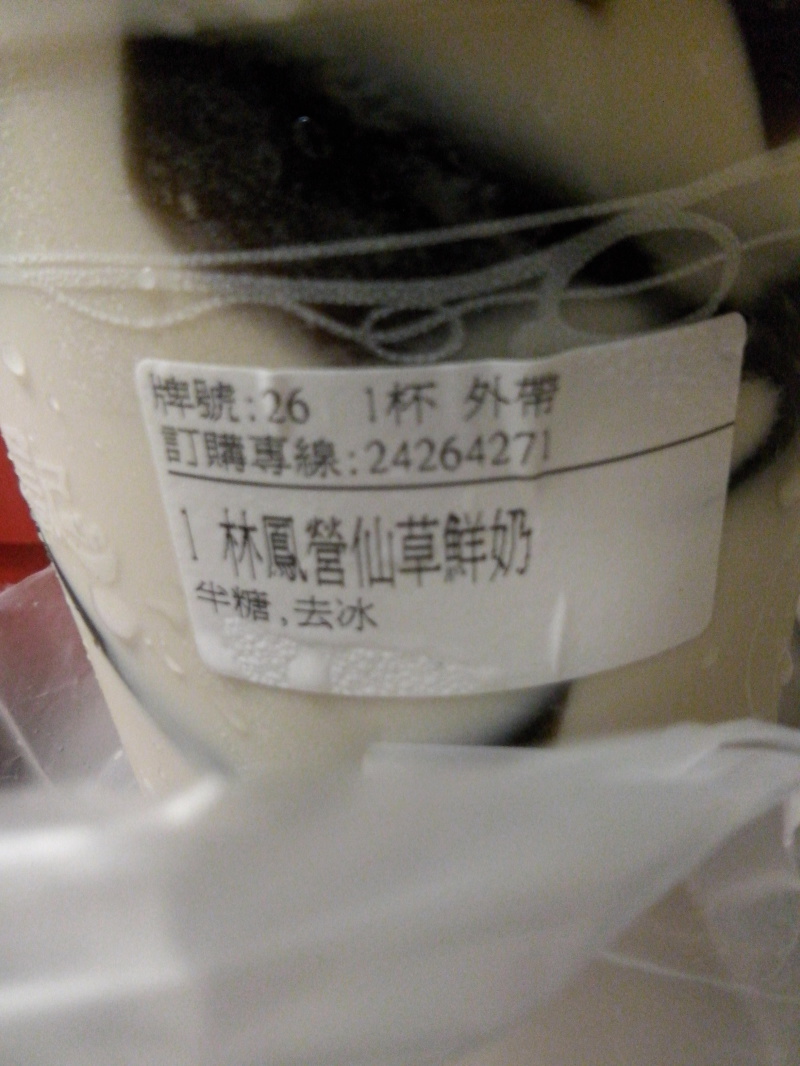 牌號:26 1杯 外帶
訂購專線:24264271
1 林鳳營仙草鮮奶
半糖,去冰